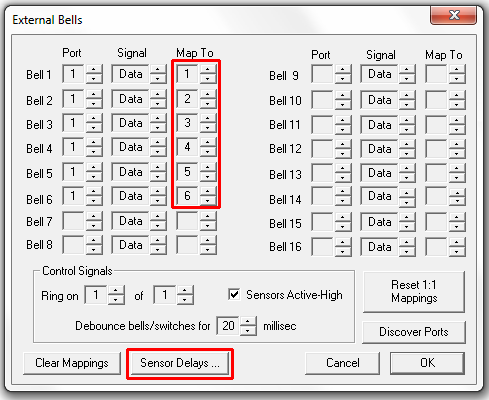 External Bells
Port Signal Map To Port Signal Map To
Bell 1 1 Data 1 Bell 9 Data
Bell 2 1 Data 2 Bell 10 Data
Bell 3 1 Data 3 Bell 11 Data
Bell 4 1 Data 4 Bell 12 Data
Bell 5 1 Data 5 Bell 13 Data
Bell 6 1 Data 6 Bell 14 Data
Bell 7 Data Bell 15 Data
Bell 8 Data Bell 16 Data
Control Signals
Ring on 1 of 1 Sensors Active-High
Debounce bells/switches for 20 millisec
Reset 1:1
Mappings
Discover Ports
Clear Mappings Sensor Delays ... Cancel OK